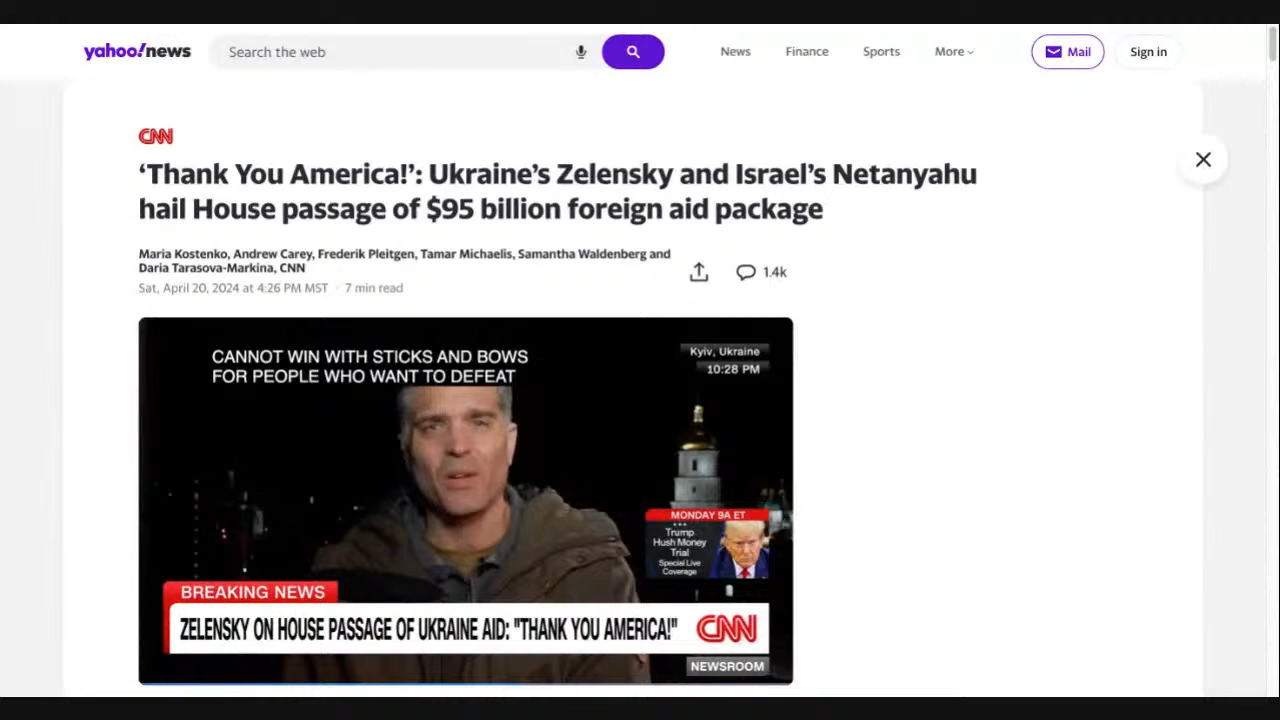 yahoo!news
Search the web
News
Finance
Sports
More
Mail
Sign in
CNN
‘Thank You America!’: Ukraine’s Zelensky and Israel’s Netanyahu
hail House passage of $95 billion foreign aid package
Maria Kostenko, Andrew Carey, Frederik Pleitgen, Tamar Michaelis, Samantha Waldenberg and
Daria Tarasova-Markina, CNN
Sat, April 20, 2024 at 4:26 PM MST · 7 min read
1.4k
CANNOT WIN WITH STICKS AND BOWS
FOR PEOPLE WHO WANT TO DEFEAT
Kyiv, Ukraine
10:28 PM
MONDAY 9A ET
Trump
Hush Money
Trial
Special Live
Coverage
BREAKING NEWS
ZELENSKY ON HOUSE PASSAGE OF UKRAINE AID: "THANK YOU AMERICA!"
CNN
NEWSROOM